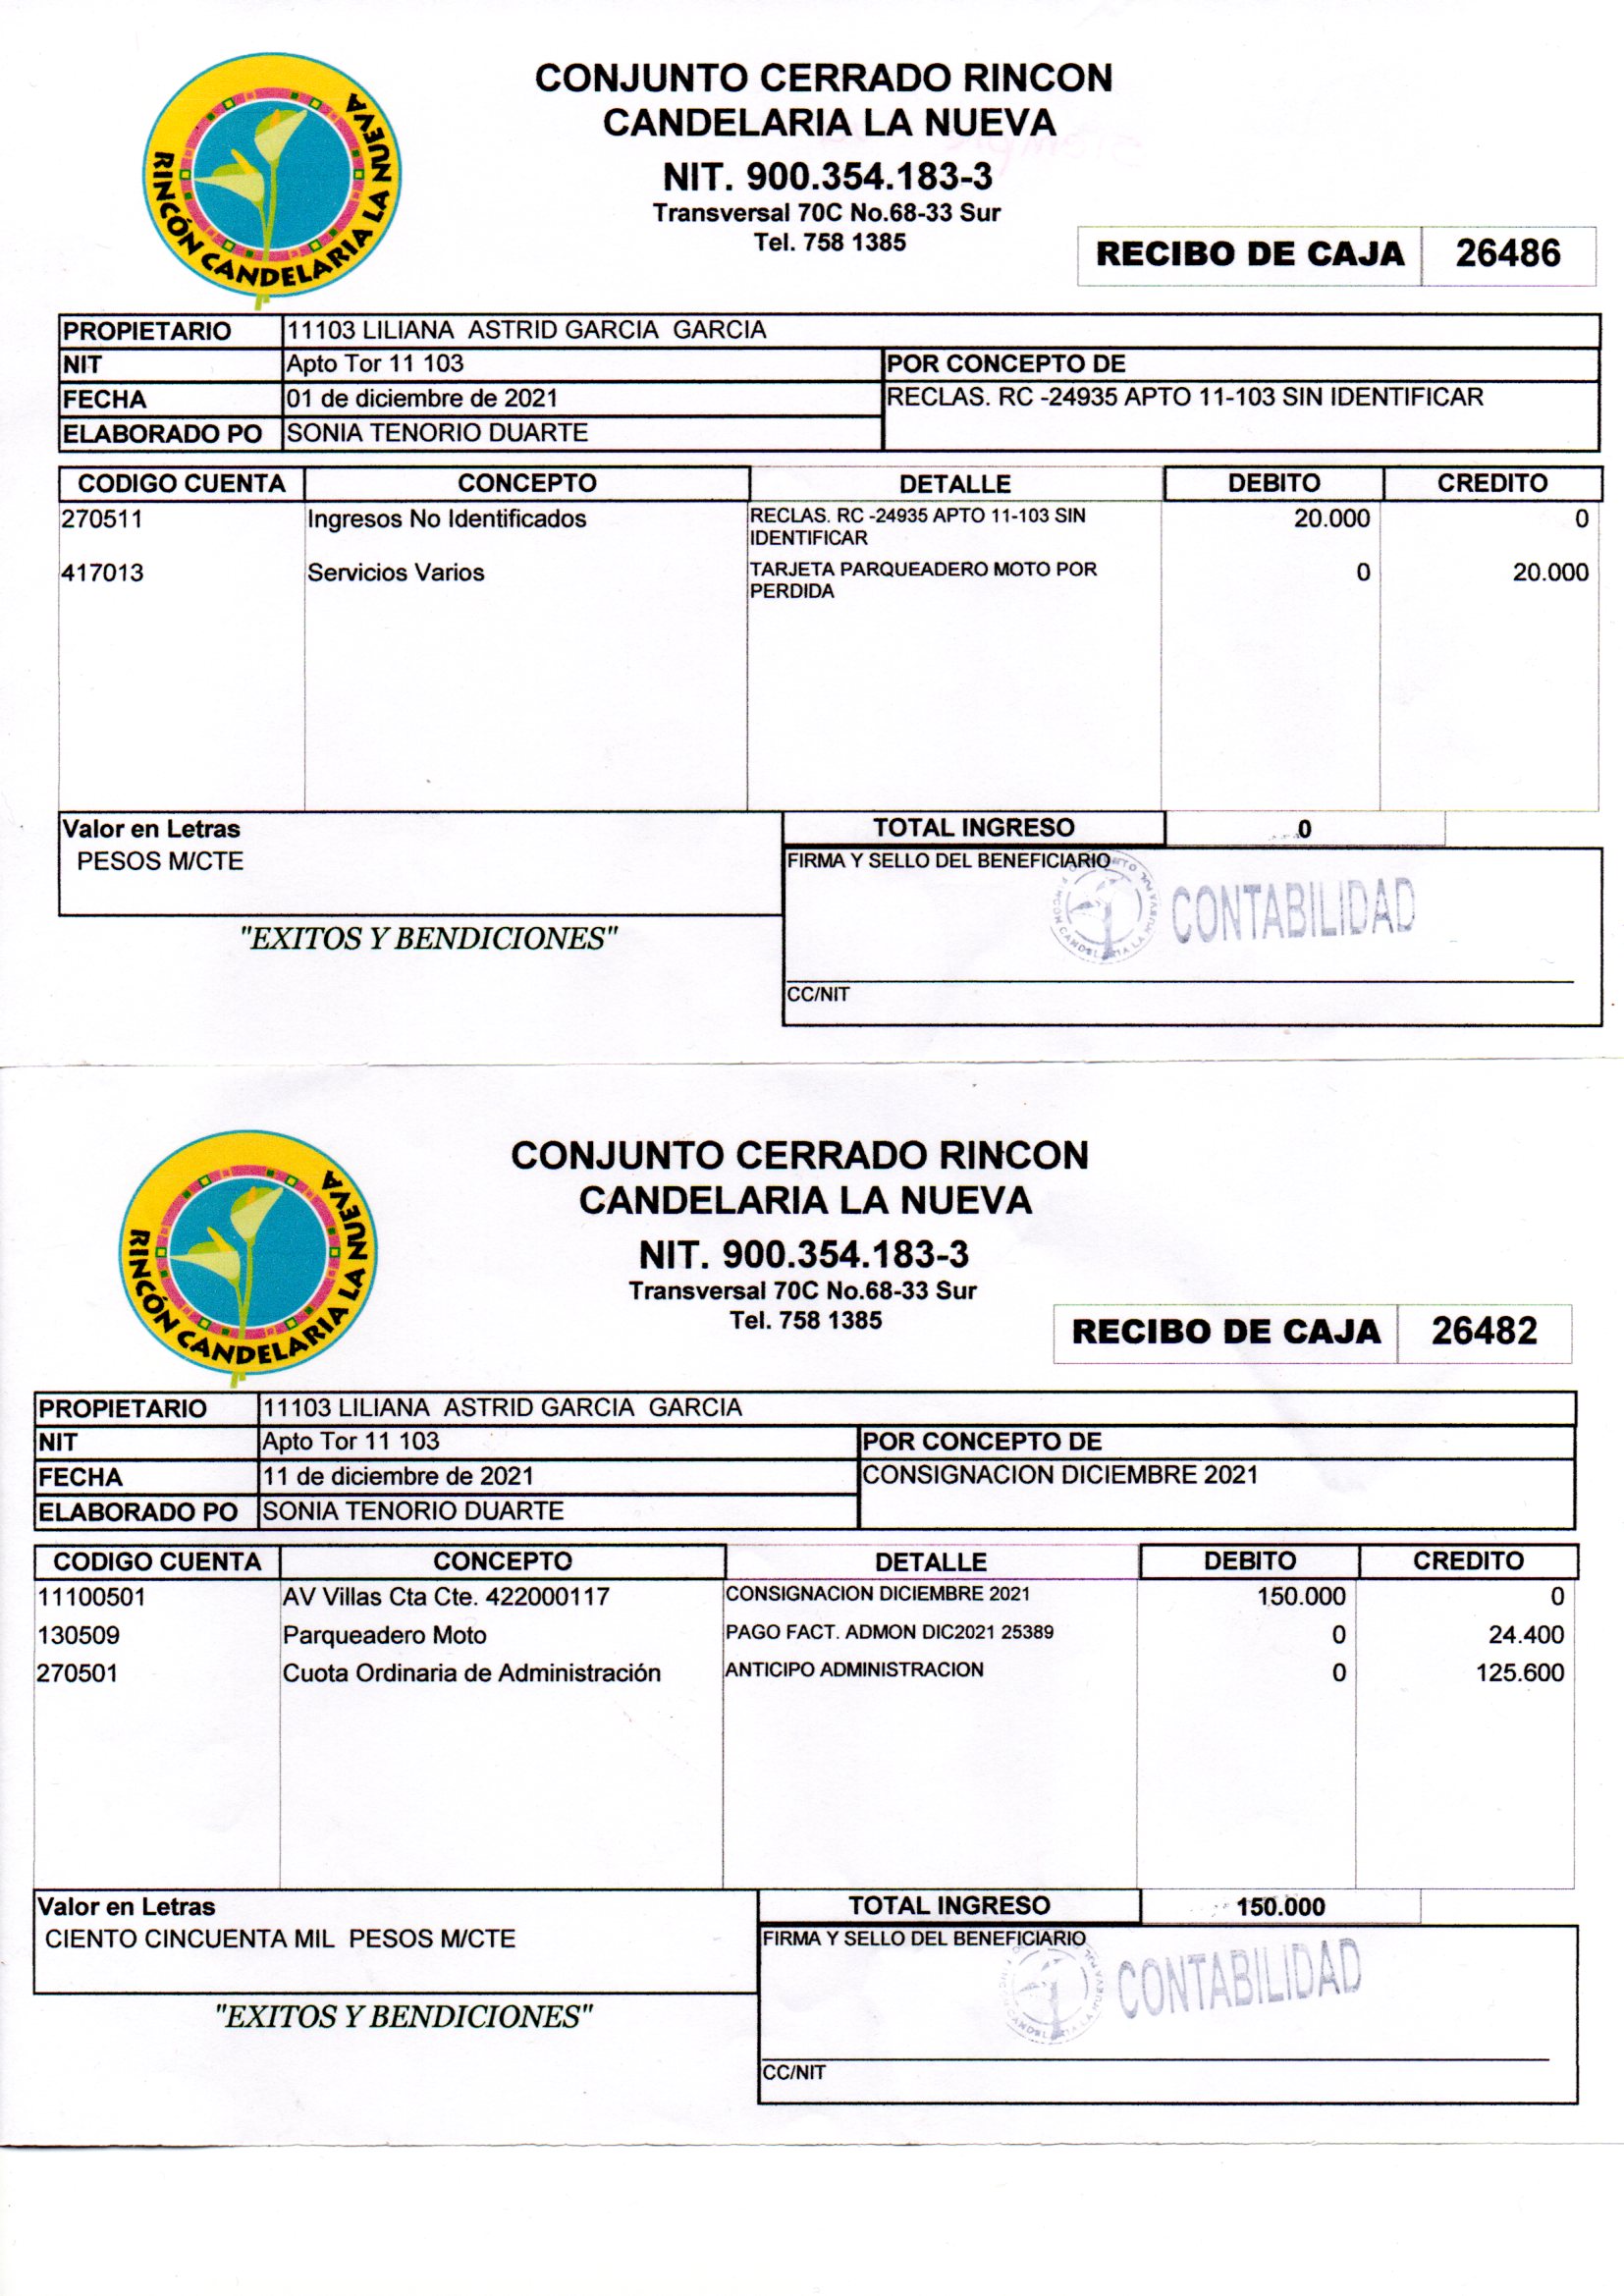 RINCÓN CANDELARIA LA NUEVA
CONJUNTO CERRADO RINCON
CANDELARIA LA NUEVA
NIT. 900.354.183-3
Transversal 70C No.68-33 Sur
Tel. 758 1385
RECIBO DE CAJA 26486
PROPIETARIO 11103 LILIANA ASTRID GARCIA GARCIA
NIT Apto Tor 11 103 POR CONCEPTO DE
FECHA 01 de diciembre de 2021 RECLAS. RC -24935 APTO 11-103 SIN IDENTIFICAR
ELABORADO PO SONIA TENORIO DUARTE
CODIGO CUENTA CONCEPTO DETALLE DEBITO CREDITO
270511 Ingresos No Identificados RECLAS. RC -24935 APTO 11-103 SIN 20.000 0
IDENTIFICAR
417013 Servicios Varios TARJETA PARQUEADERO MOTO POR 0 20.000
PERDIDA
Valor en Letras TOTAL INGRESO 0
PESOS M/CTE FIRMA Y SELLO DEL BENEFICIARIO
CONTABILIDAD
"EXITOS Y BENDICIONES"
CC/NIT
RINCÓN CANDELARIA LA NUEVA
CONJUNTO CERRADO RINCON
CANDELARIA LA NUEVA
NIT. 900.354.183-3
Transversal 70C No.68-33 Sur
Tel. 758 1385
RECIBO DE CAJA 26482
PROPIETARIO 11103 LILIANA ASTRID GARCIA GARCIA
NIT Apto Tor 11 103 POR CONCEPTO DE
FECHA 11 de diciembre de 2021 CONSIGNACION DICIEMBRE 2021
ELABORADO PO SONIA TENORIO DUARTE
CODIGO CUENTA CONCEPTO DETALLE DEBITO CREDITO
11100501 AV Villas Cta Cte. 422000117 CONSIGNACION DICIEMBRE 2021 150.000 0
130509 Parqueadero Moto PAGO FACT. ADMON DIC2021 25389 0 24.400
270501 Cuota Ordinaria de Administración ANTICIPO ADMINISTRACION 0 125.600
Valor en Letras TOTAL INGRESO 150.000
CIENTO CINCUENTA MIL PESOS M/CTE FIRMA Y SELLO DEL BENEFICIARIO
CONTABILIDAD
"EXITOS Y BENDICIONES"
CC/NIT